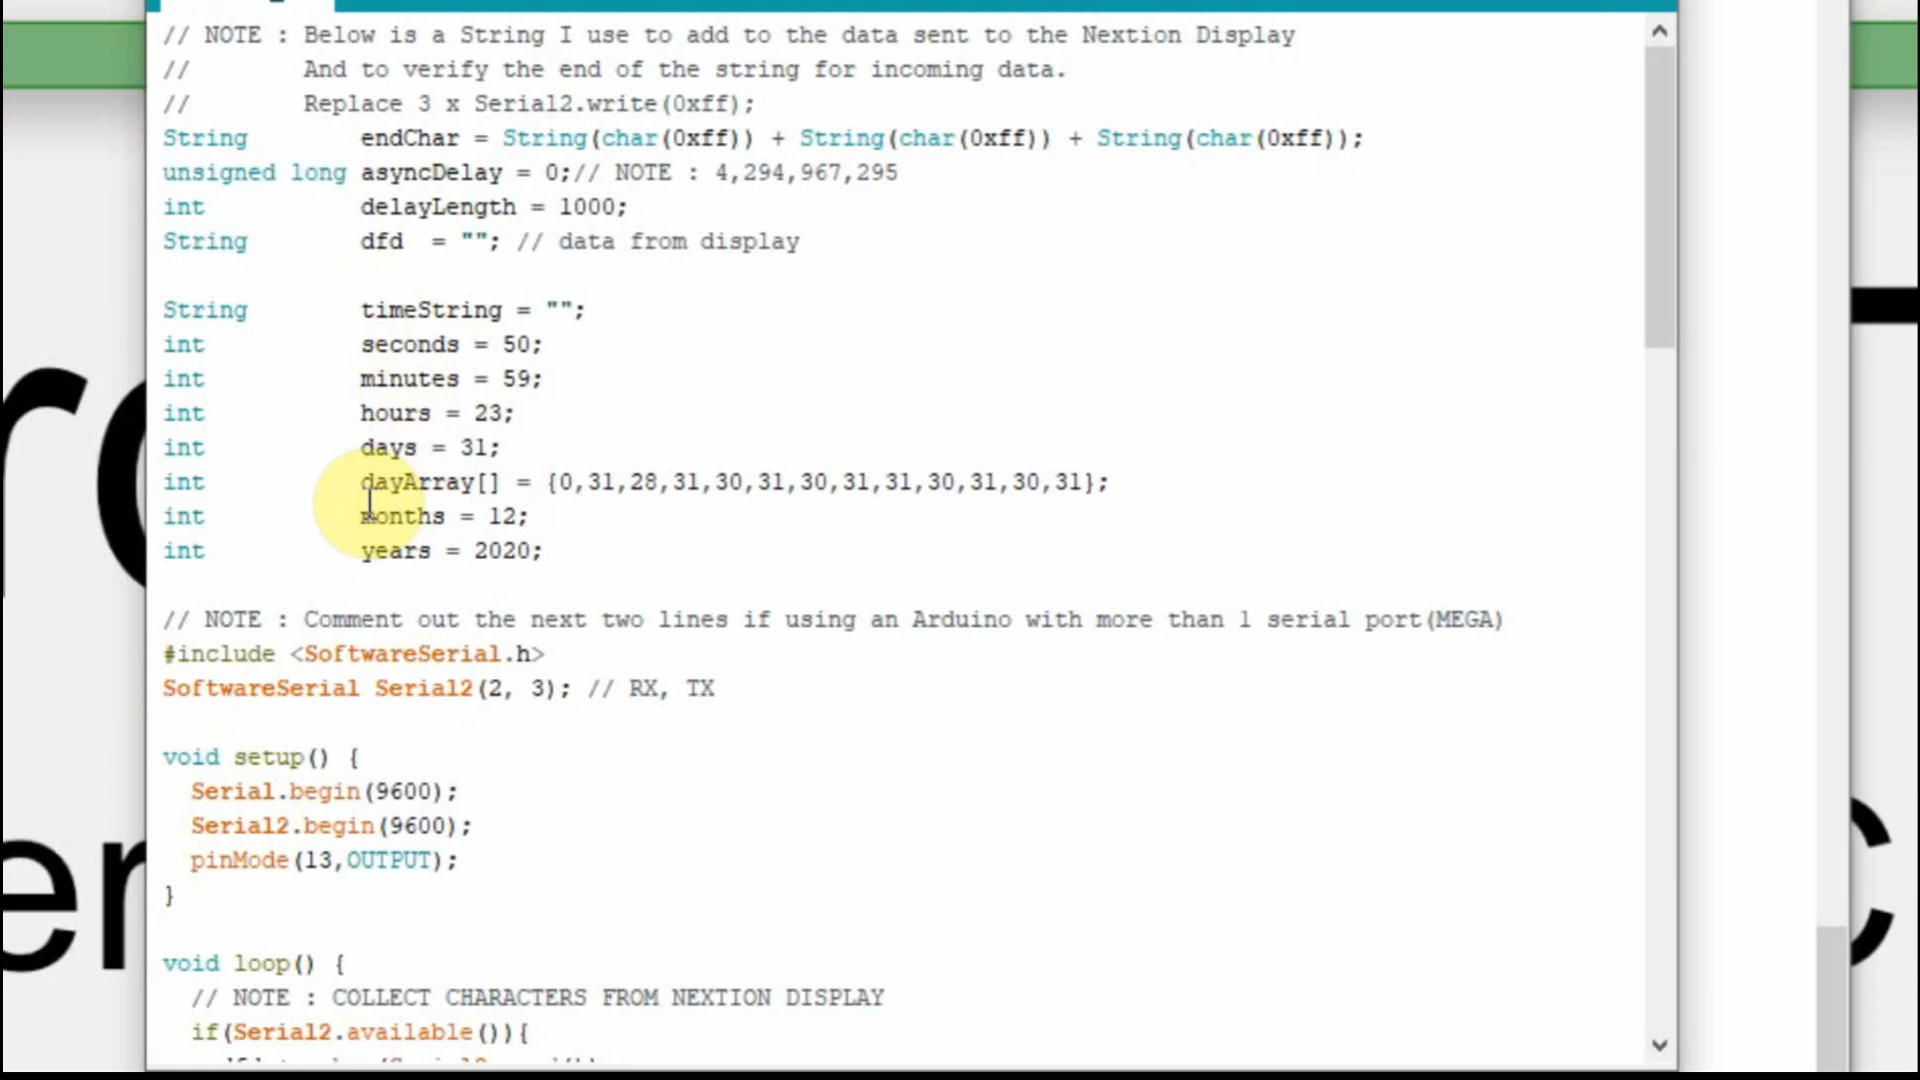 // NOTE : Below is a String I use to add to the data sent to the Nextion Display
//        And to verify the end of the string for incoming data.
//        Replace 3 x Serial2.write(0xff);
String        endChar = String(char(0xff)) + String(char(0xff)) + String(char(0xff));
unsigned long asyncDelay = 0;// NOTE : 4,294,967,295
int           delayLength = 1000;
String        dfd  = ""; // data from display
String        timeString = "";
int           seconds = 50;
int           minutes = 59;
int           hours = 23;
int           days = 31;
int           dayArray[] = {0,31,28,31,30,31,30,31,31,30,31,30,31};
int           months = 12;
int           years = 2020;
// NOTE : Comment out the next two lines if using an Arduino with more than 1 serial port(MEGA)
#include <SoftwareSerial.h>
SoftwareSerial Serial2(2, 3); // RX, TX
void setup() {
  Serial.begin(9600);
  Serial2.begin(9600);
  pinMode(13,OUTPUT);
}
void loop() {
  // NOTE : COLLECT CHARACTERS FROM NEXTION DISPLAY
  if(Serial2.available()){